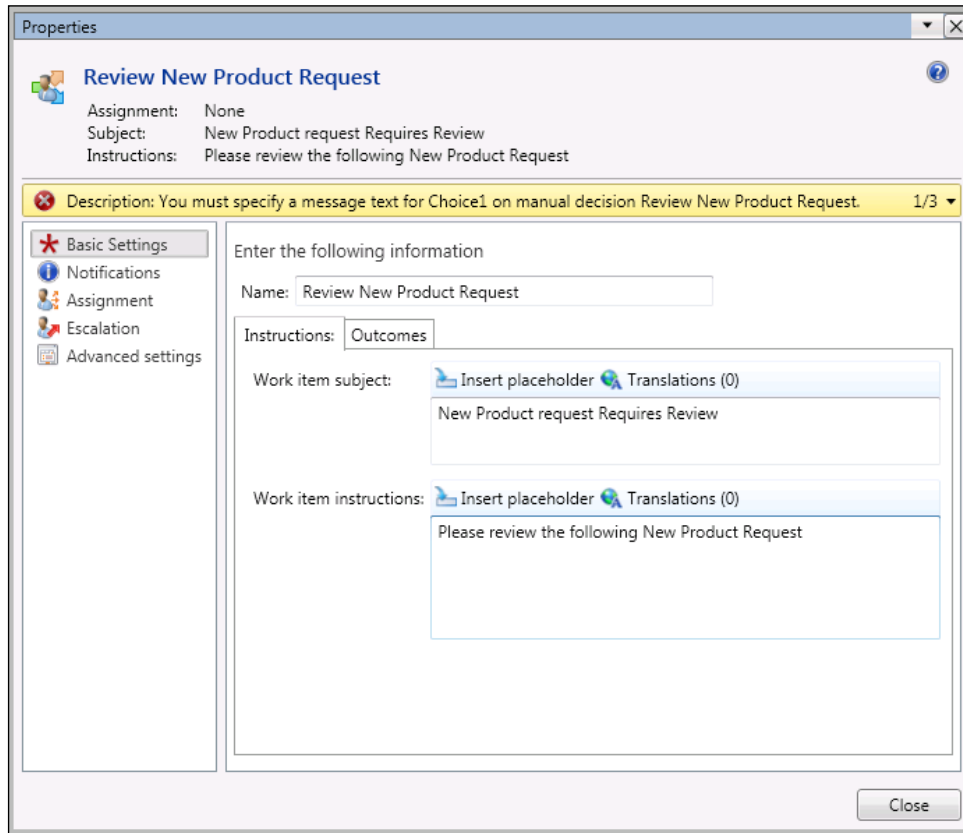 Properties
Review New Product Request
Assignment: None
Subject: New Product request Requires Review
Instructions: Please review the following New Product Request
Description: You must specify a message text for Choice1 on manual decision Review New Product Request. 1/3
Basic Settings
Notifications
Assignment
Escalation
Advanced settings
Enter the following information
Name: Review New Product Request
Instructions: Outcomes
Work item subject: Insert placeholder Translations (0)
New Product request Requires Review
Work item instructions: Insert placeholder Translations (0)
Please review the following New Product Request
Close